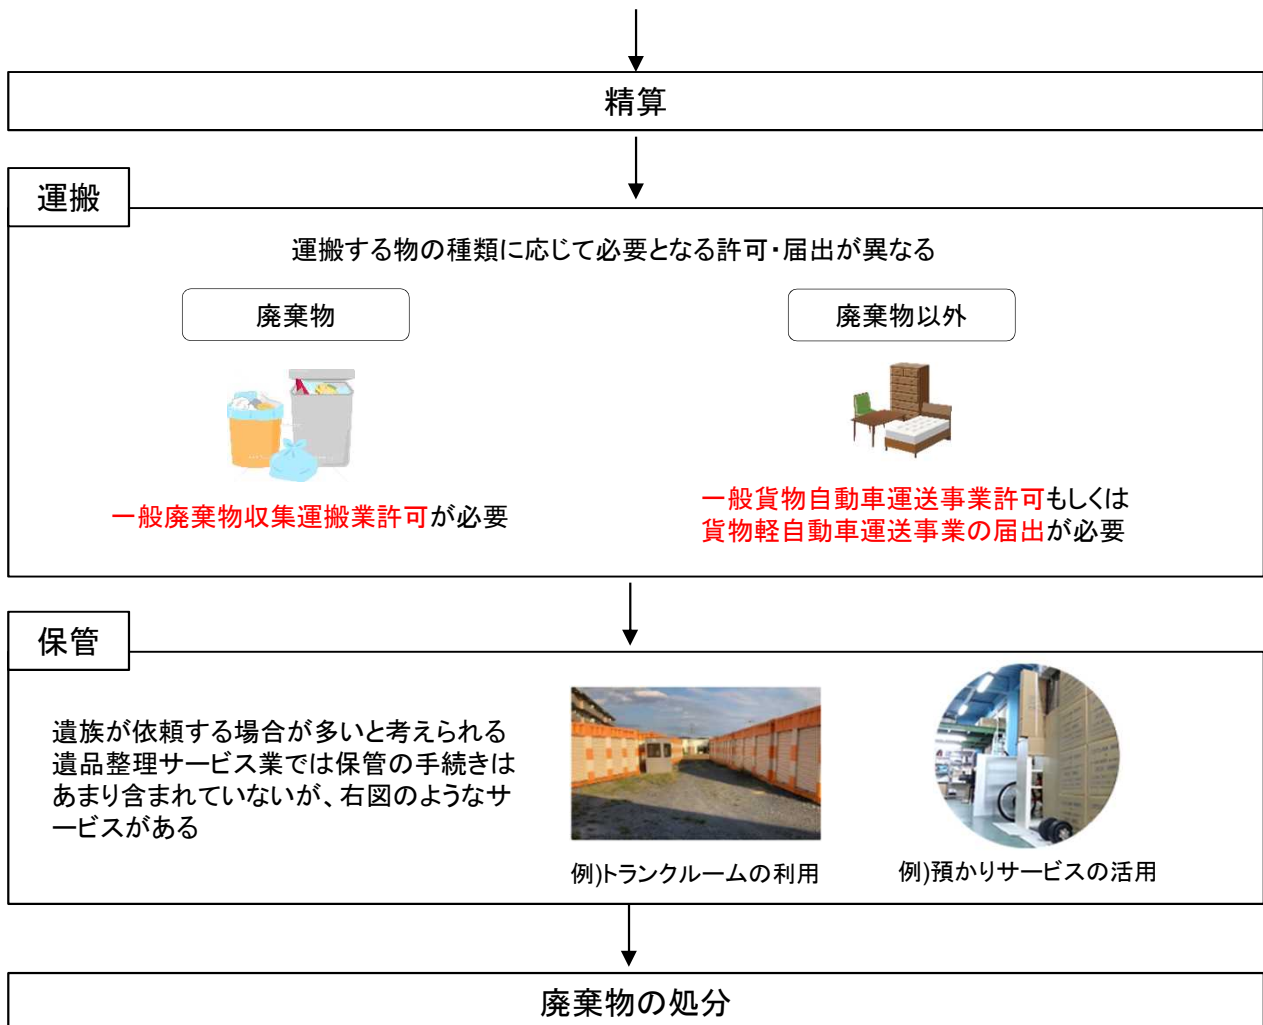 精算
運搬
運搬する物の種類に応じて必要となる許可・届出が異なる
廃棄物
廃棄物以外
一般廃棄物収集運搬業許可が必要
一般貨物自動車運送事業許可もしくは
貨物軽自動車運送事業の届出が必要
保管
遺族が依頼する場合が多いと考えられる
遺品整理サービス業では保管の手続きは
あまり含まれていないが、右図のようなサ
ービスがある
例)トランクルームの利用
例)預かりサービスの活用
廃棄物の処分